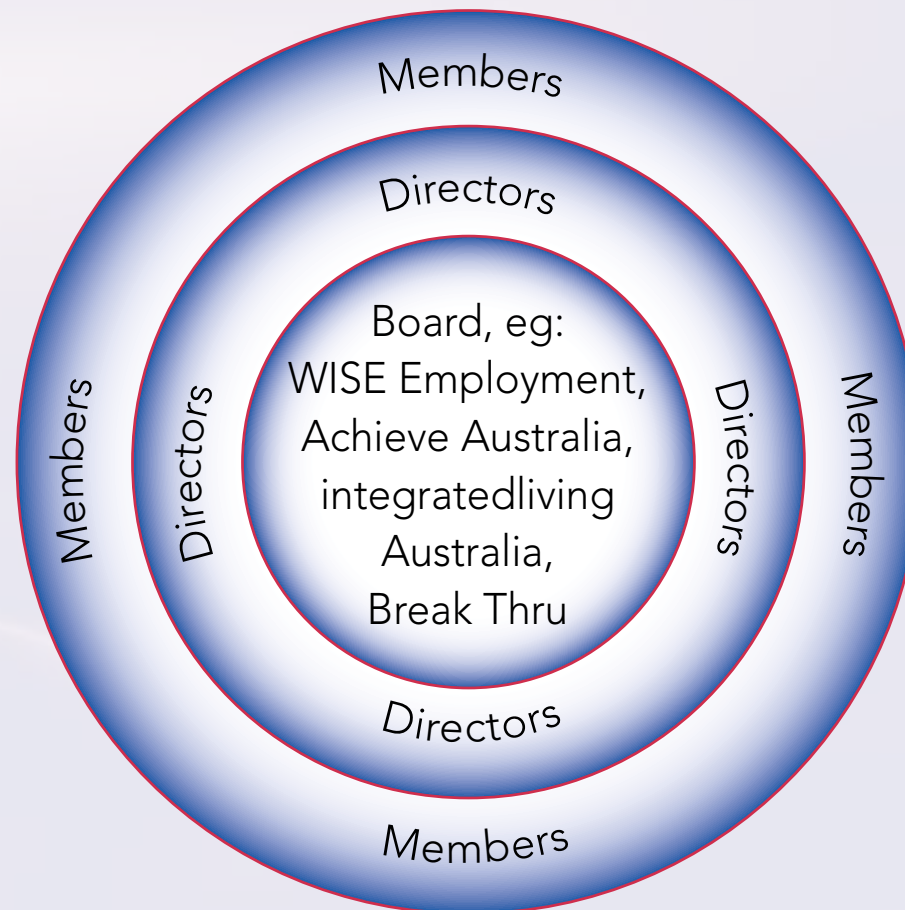 Members
Directors
Board, eg:
WISE Employment,
Achieve Australia,
integratedliving
Australia,
Break Thru
Members
Directors
Directors
Members
Directors
Members